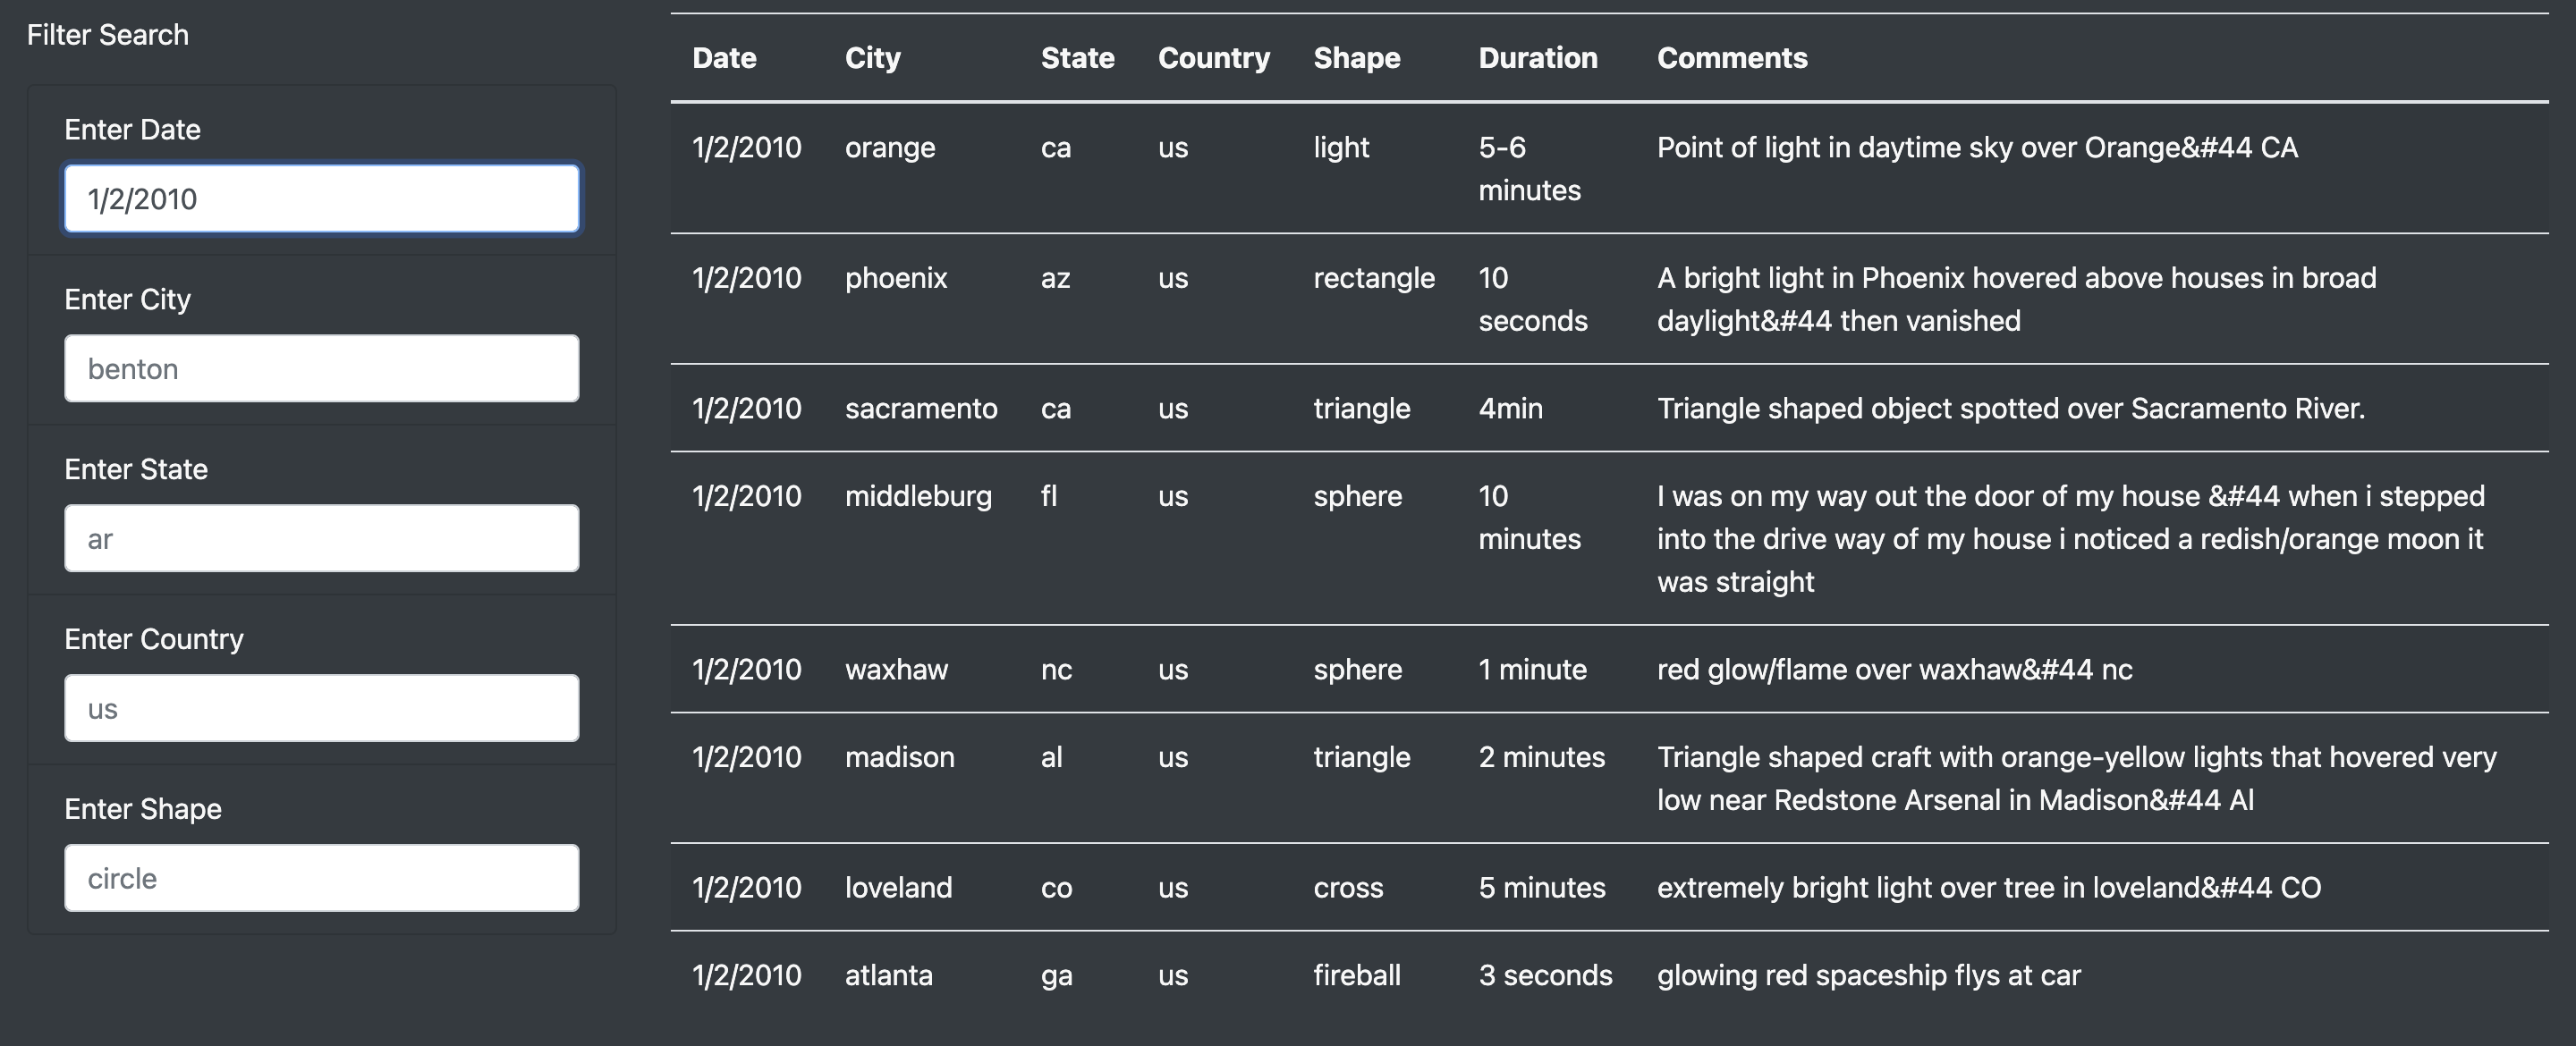 Filter Search
Enter Date
1/2/2010
Enter City
benton
Enter State
ar
Enter Country
us
Enter Shape
circle
Date City State Country Shape Duration Comments
1/2/2010 orange ca us light 5-6 Point of light in daytime sky over Orange&#44 CA
minutes
1/2/2010 phoenix az us rectangle 10 A bright light in Phoenix hovered above houses in broad
seconds daylight&#44 then vanished
1/2/2010 sacramento ca us triangle 4min Triangle shaped object spotted over Sacramento River.
1/2/2010 middleburg fl us sphere 10 I was on my way out the door of my house &#44 when i stepped
minutes into the drive way of my house i noticed a redish/orange moon it
was straight
1/2/2010 waxhaw nc us sphere 1 minute red glow/flame over waxhaw&#44 nc
1/2/2010 madison al us triangle 2 minutes Triangle shaped craft with orange-yellow lights that hovered very
low near Redstone Arsenal in Madison&#44 Al
1/2/2010 loveland co us cross 5 minutes extremely bright light over tree in loveland&#44 CO
1/2/2010 atlanta ga us fireball 3 seconds glowing red spaceship flys at car